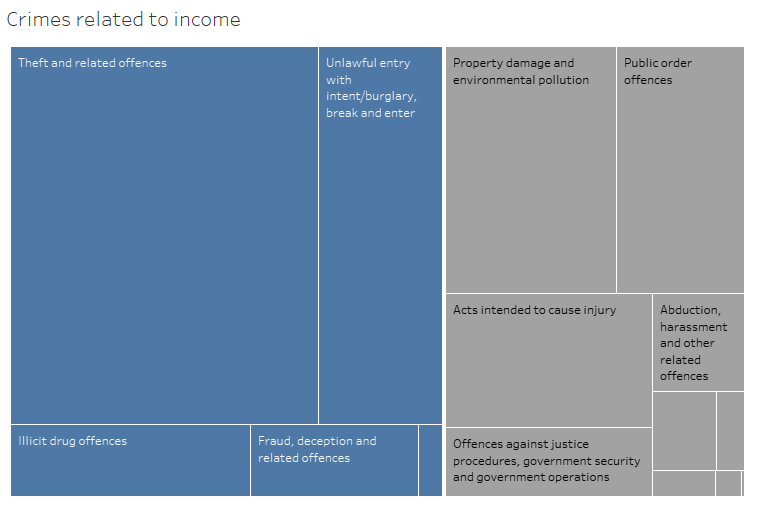 Crimes related to income
Theft and related offences
Unlawful entry
with
intent/burglary,
break and enter
Property damage and
environmental pollution
Public order
offences
Acts intended to cause injury
Abduction,
harassment
and other
related
offences
Illicit drug offences
Fraud, deception and
related offences
Offences against justice
procedures, government security
and government operations